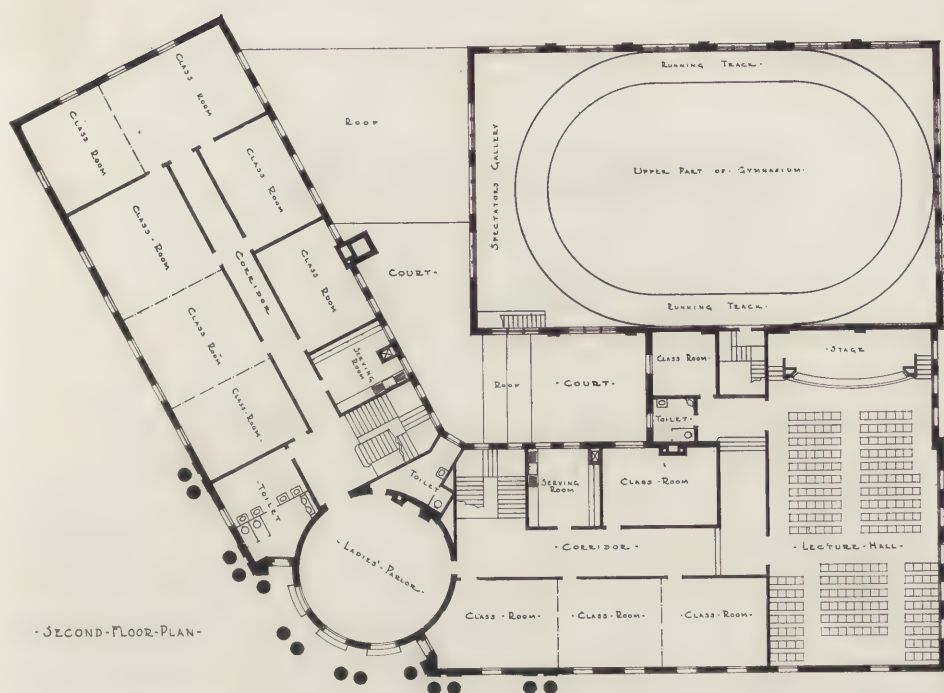 CLASS ROOM
CLASS ROOM
CLASS ROOM
CLASS·ROOM
CLASS ROOM
CLASS ROOM
CLASS·ROOM·
CORRIDOR
SERVING
ROOM
·TOILET·
TOILET
·LADIES'·PARLOR·
ROOF
COURT·
RUNNING TRACK·
SPECTATORS GALLERY
UPPER PART OF·GYMNASIUM·
RUNNING TRACK·
ROOF
·COURT·
CLASS ROOM·
·STAGE·
TOILET·
SERVING
ROOM
CLASS·ROOM·
·CORRIDOR·
·LECTURE·HALL·
CLASS·ROOM·
·CLASS·ROOM·
CLASS·ROOM·
·SECOND·FLOOR·PLAN·